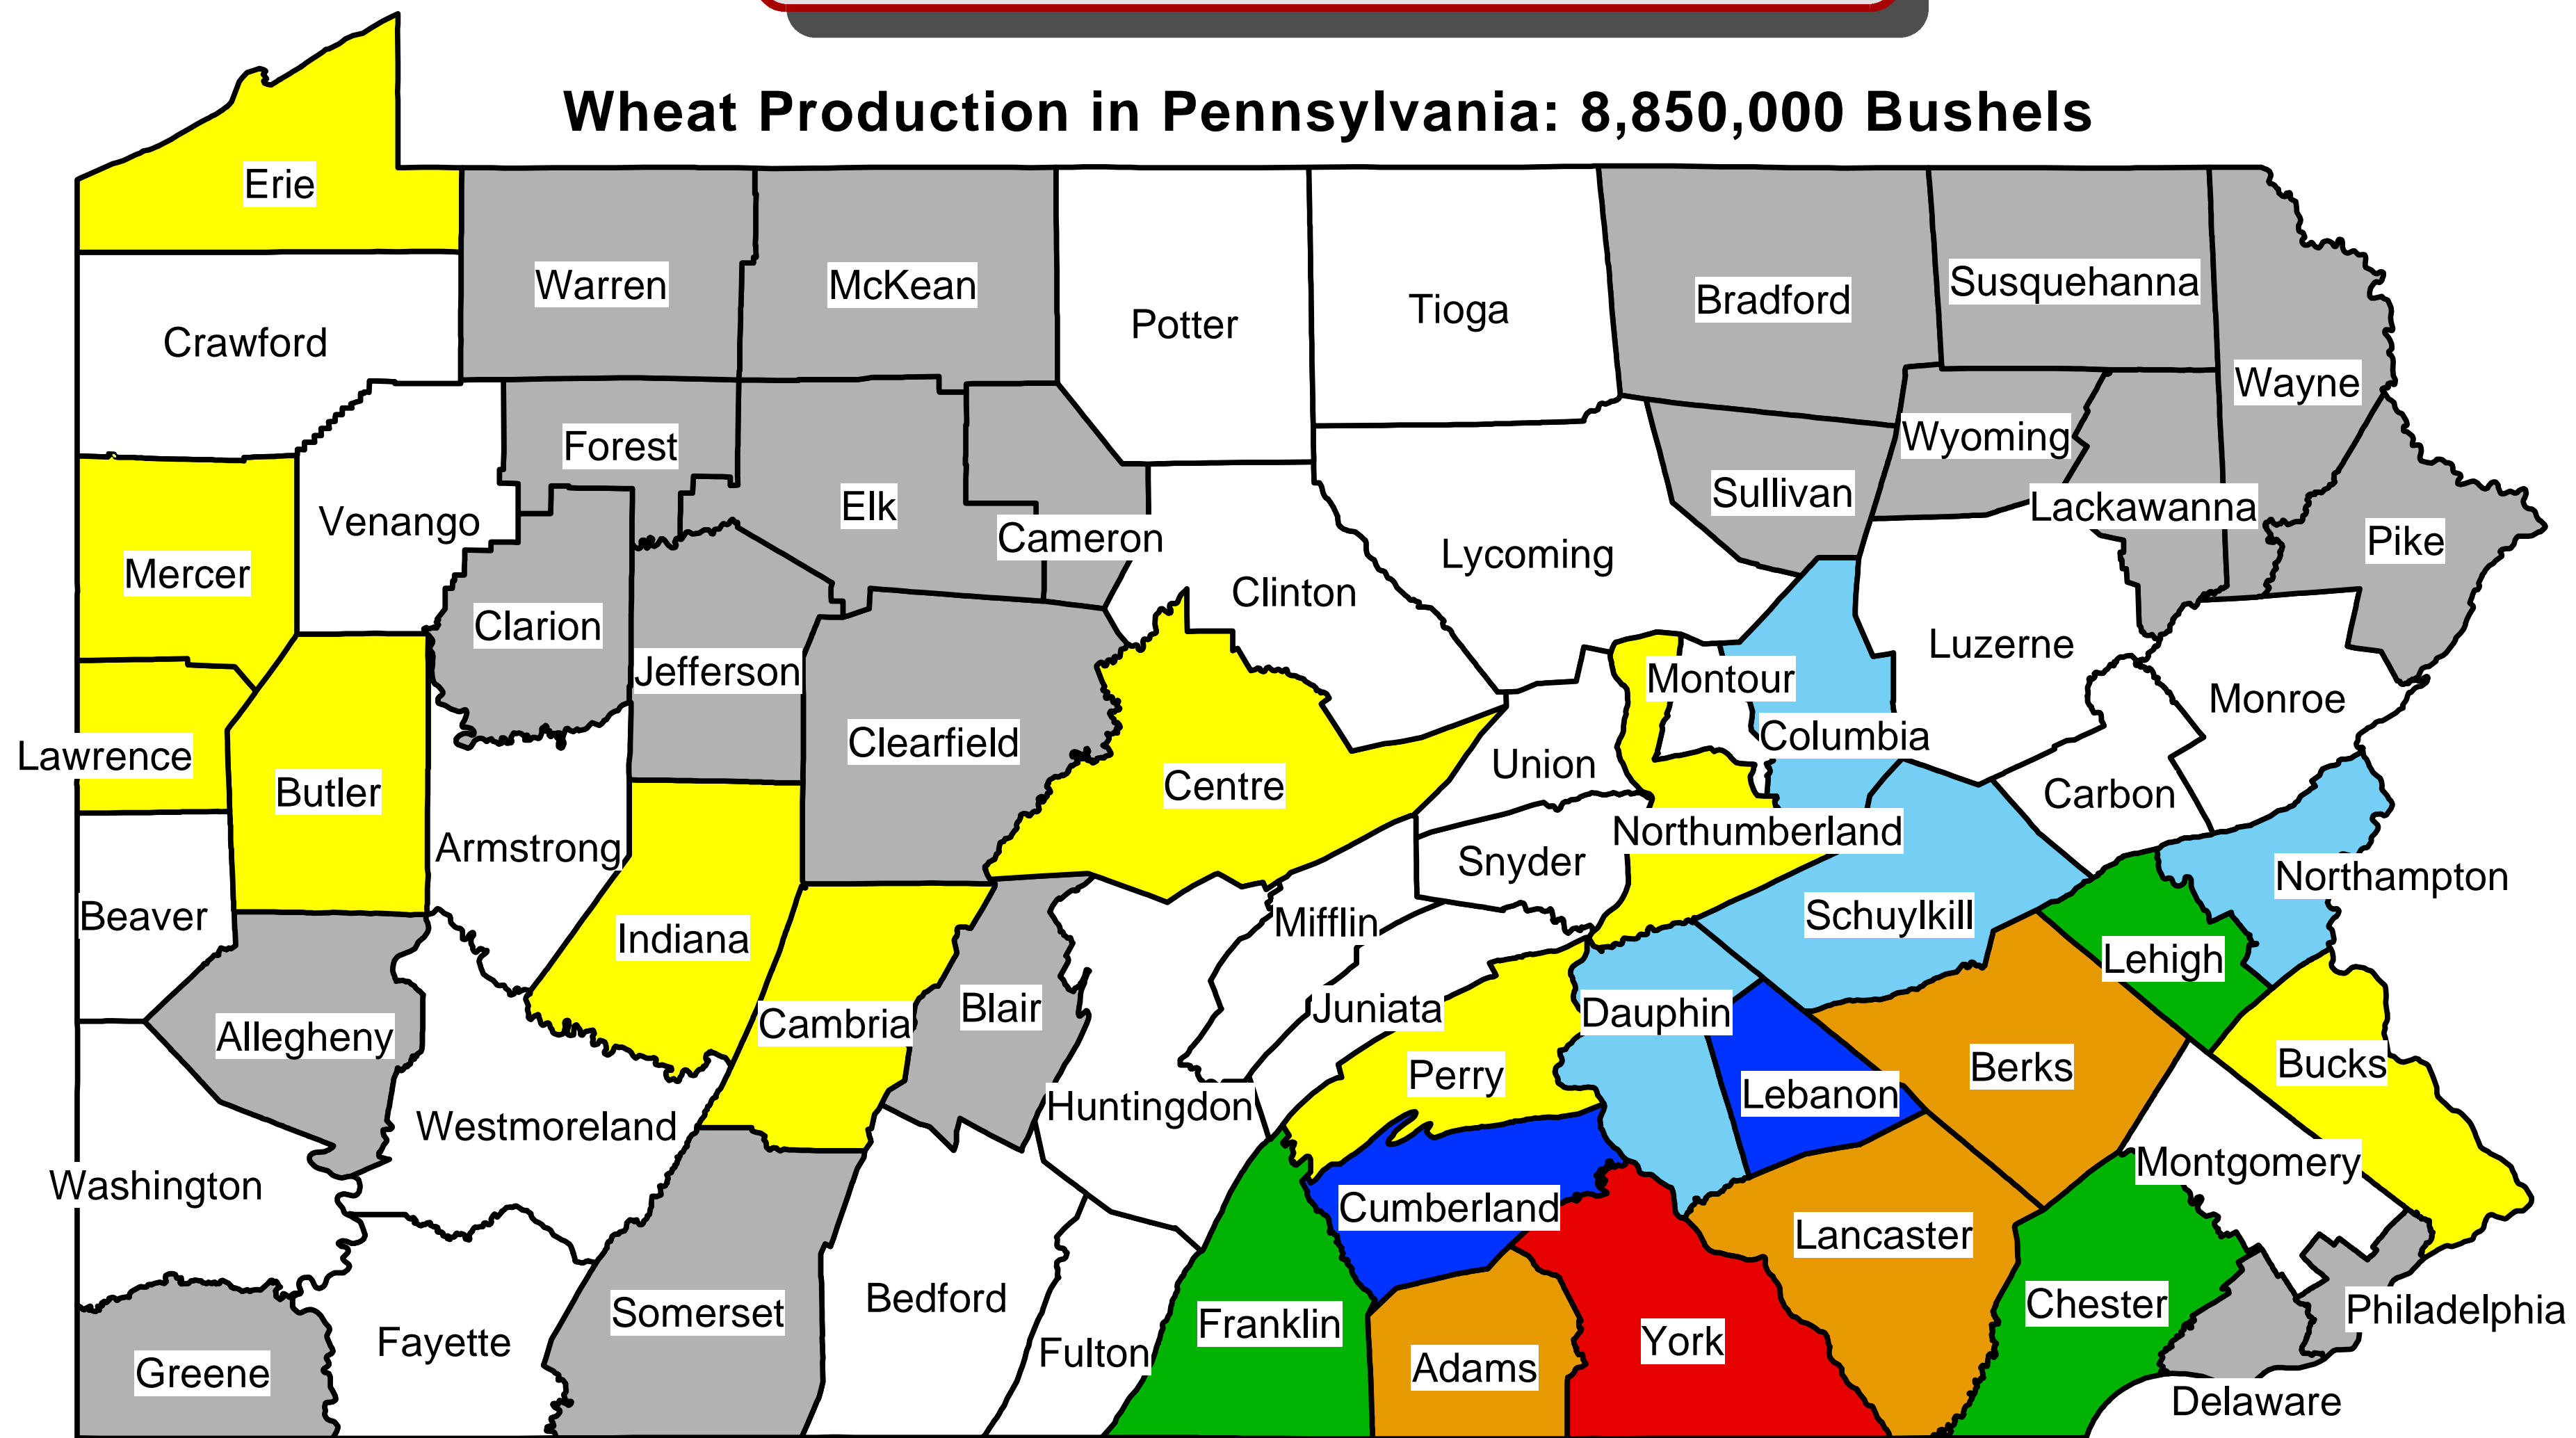 Wheat Production in Pennsylvania: 8,850,000 Bushels
Erie
Warren
McKean
Potter
Tioga
Bradford
Susquehanna
Wayne
Crawford
Forest
Elk
Cameron
Sullivan
Wyoming
Lackawanna
Pike
Mercer
Venango
Clarion
Jefferson
Clearfield
Clinton
Lycoming
Luzerne
Monroe
Montour
Columbia
Lawrence
Butler
Armstrong
Centre
Union
Carbon
Northumberland
Snyder
Northampton
Beaver
Indiana
Mifflin
Schuylkill
Lehigh
Allegheny
Cambria
Blair
Juniata
Dauphin
Perry
Lebanon
Berks
Bucks
Westmoreland
Huntingdon
Washington
Cumberland
Lancaster
Montgomery
Greene
Fayette
Somerset
Bedford
Fulton
Franklin
Adams
York
Chester
Philadelphia
Delaware